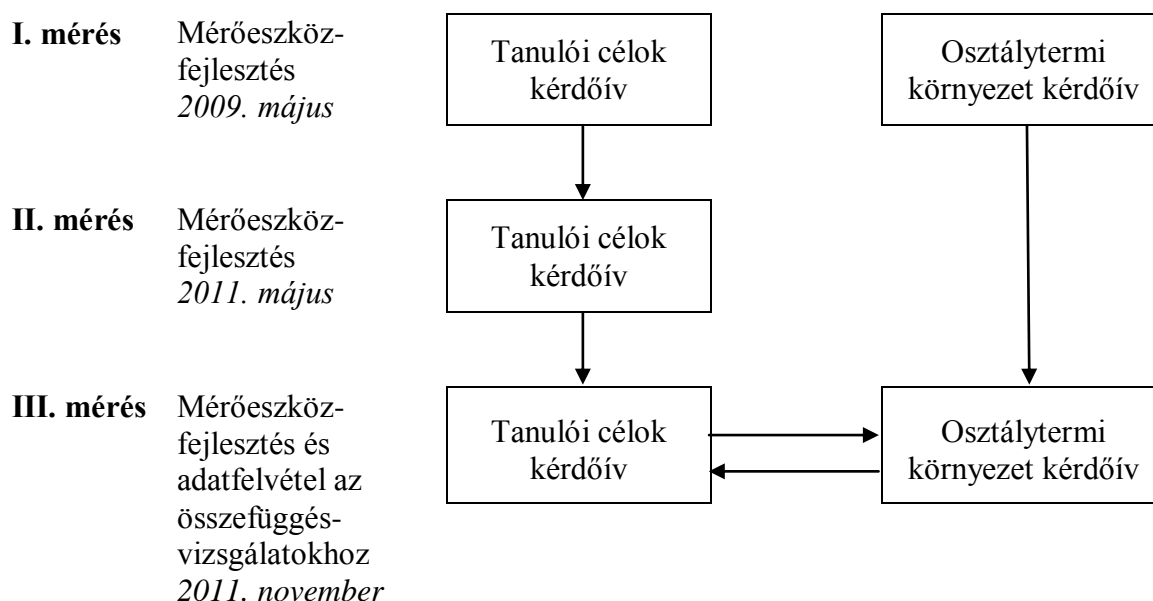 I. mérés
Mérőeszköz-
fejlesztés
2009. május
Tanulói célok
kérdőív
Osztálytermi
környezet kérdőív
II. mérés
Mérőeszköz-
fejlesztés
2011. május
Tanulói célok
kérdőív
III. mérés
Mérőeszköz-
fejlesztés és
adatfelvétel az
összefüggés-
vizsgálatokhoz
2011. november
Tanulói célok
kérdőív
Osztálytermi
környezet kérdőív